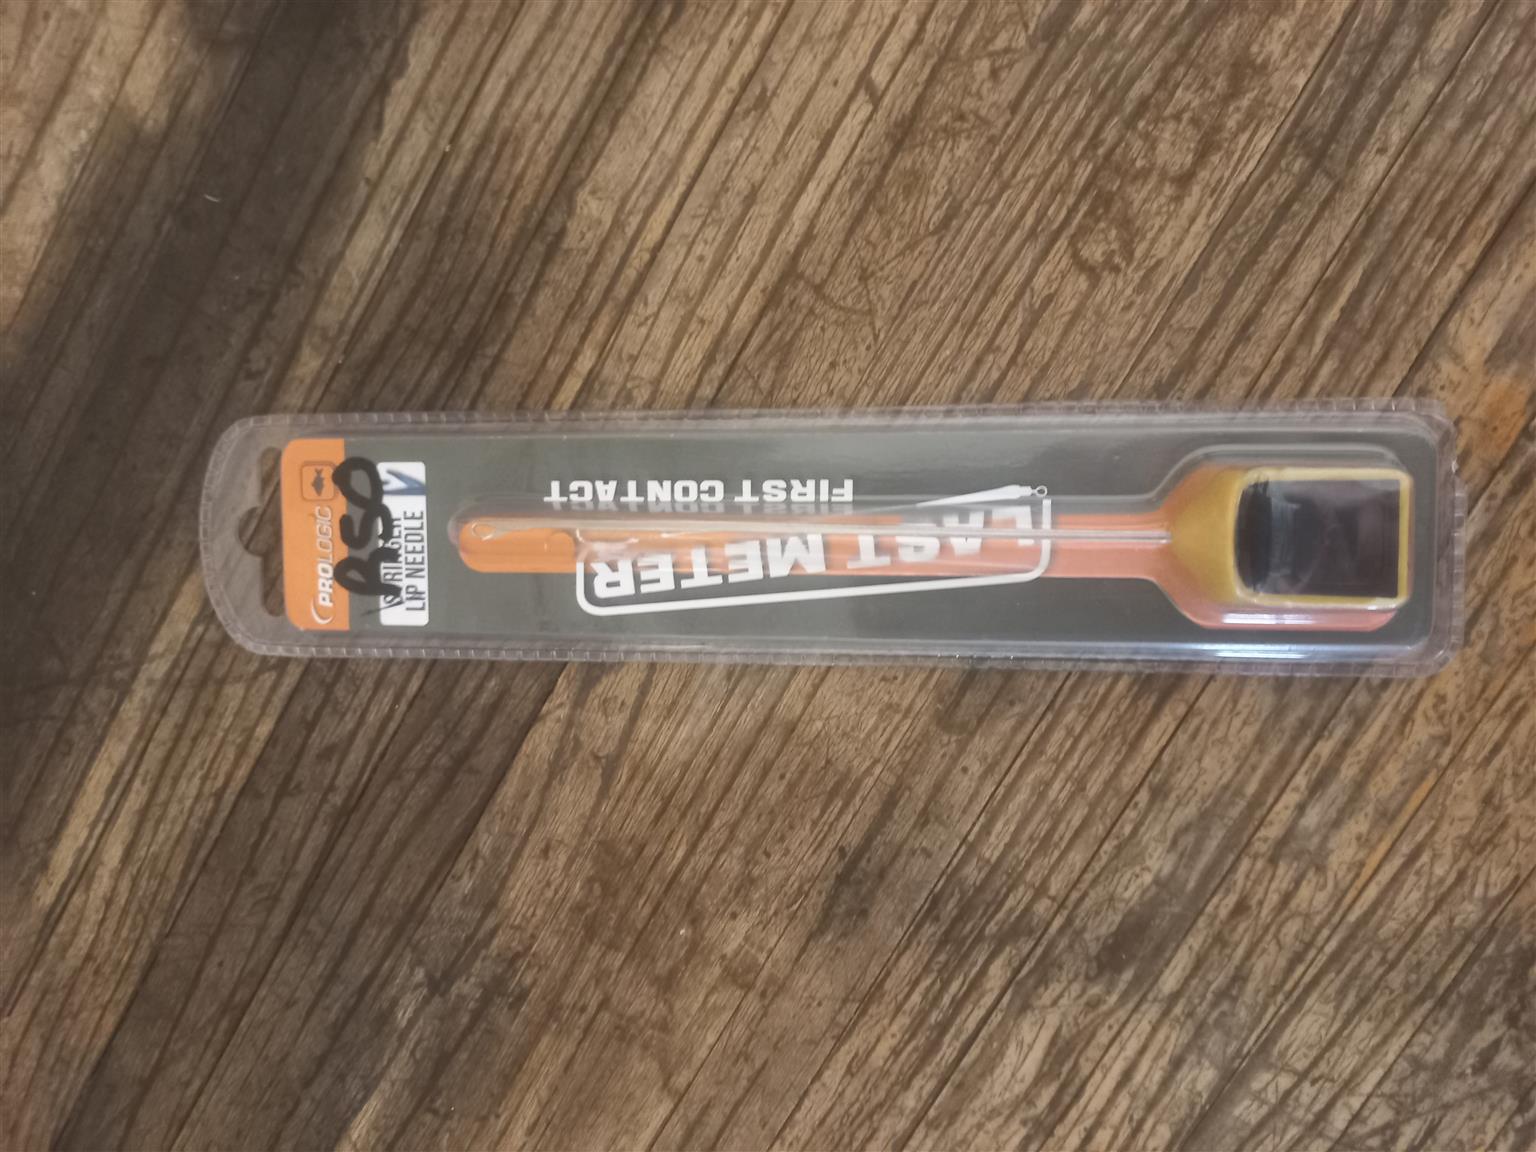 PROLOGIC
R50
LIP NEEDLE
LAST METER
FIRST CONTACT